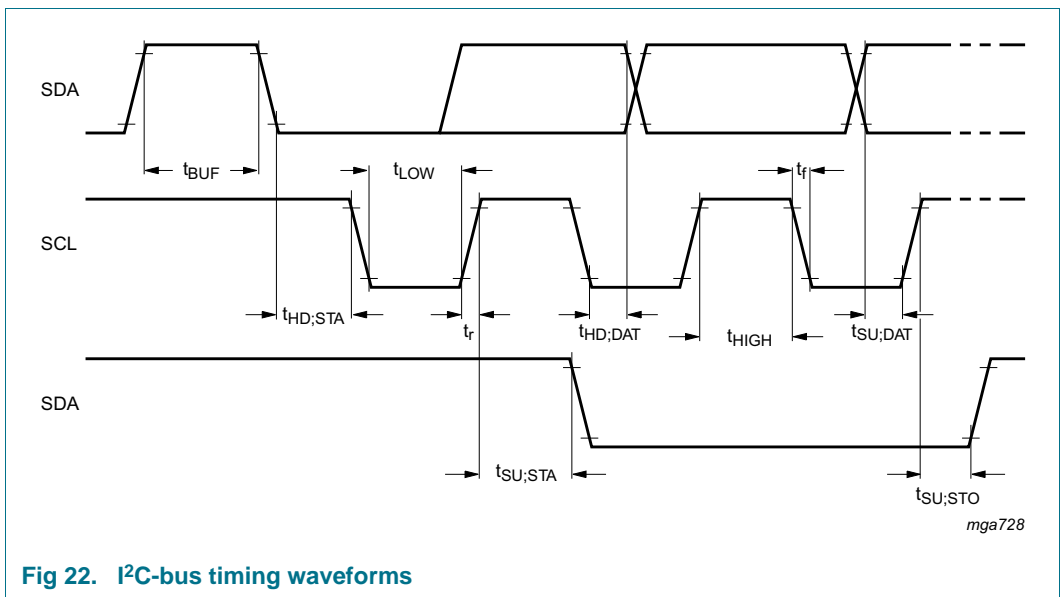 SDA
tBUF
tLOW
tf
SCL
tHD;STA
tr
tHD;DAT
tHIGH
tSU;DAT
SDA
tSU;STA
tSU;STO
mga728
Fig 22. I²C-bus timing waveforms